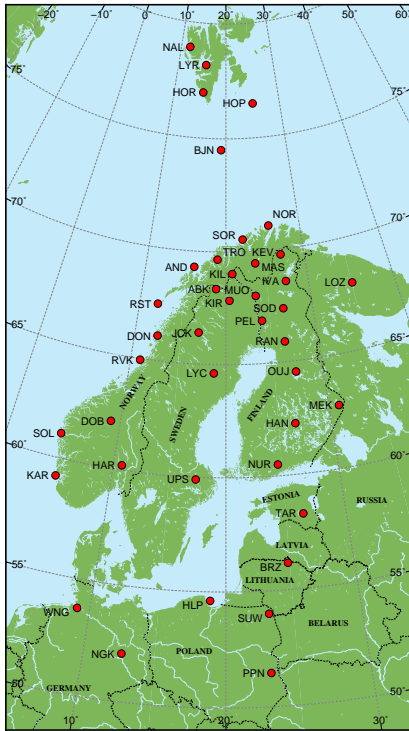 -20° -10° 0° 10° 20° 30° 40° 50° 60°
NAL
75°
LYR
HOR
HOP
75°
BJN
70°
70°
NOR
SOR
TRO KEV
AND KIL MAS
IVA LOZ
ABK MUO
RST KIR SOD
65°
65°
DON JCK PEL
RAN
RVK
LYC OUJ
NORWAY
FINLAND
MEK
SWEDEN
DOB HAN
SOL
60°
60°
HAR NUR
KAR UPS
ESTONIA RUSSIA
TAR
LATVIA
BRZ
55°
55°
LITHUANIA
WNG HLP
SUW BELARUS
NGK POLAND
PPN
50°
GERMANY
50°
10° 20° 30°